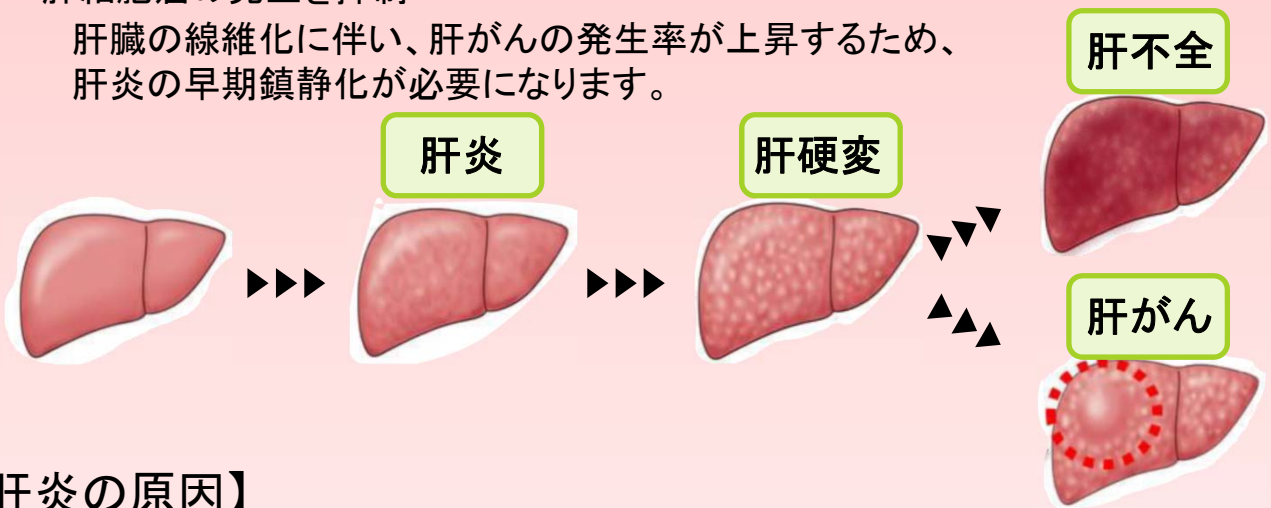 肝臓の線維化に伴い、肝がんの発生率が上昇するため、
肝炎の早期鎮静化が必要になります。
肝不全
肝炎
肝硬変
肝がん
肝炎の原因】